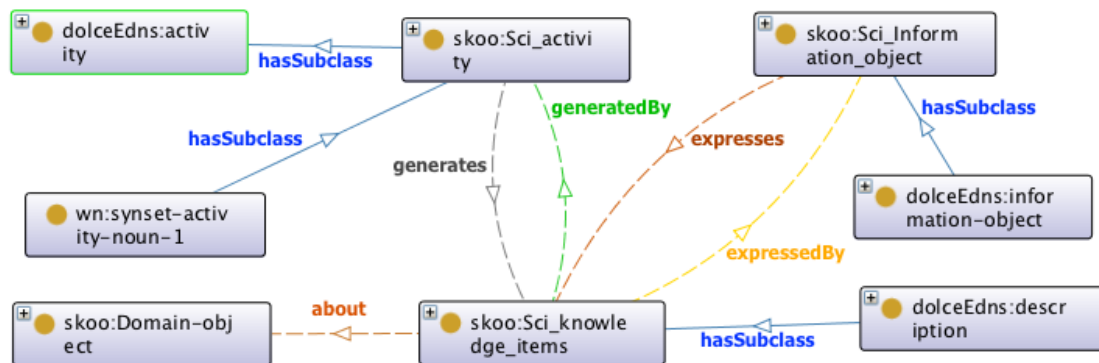 dolceEdns:activ
ity
hasSubclass
skoo:Sci_activi
ty
skoo:Sci_Inform
ation_object
generatedBy
hasSubclass
hasSubclass
expresses
generates
wn:synset-activ
ity-noun-1
dolceEdns:infor
mation-object
expressedBy
about
skoo:Domain-obj
ect
skoo:Sci_knowle
dge_items
hasSubclass
dolceEdns:descr
iption